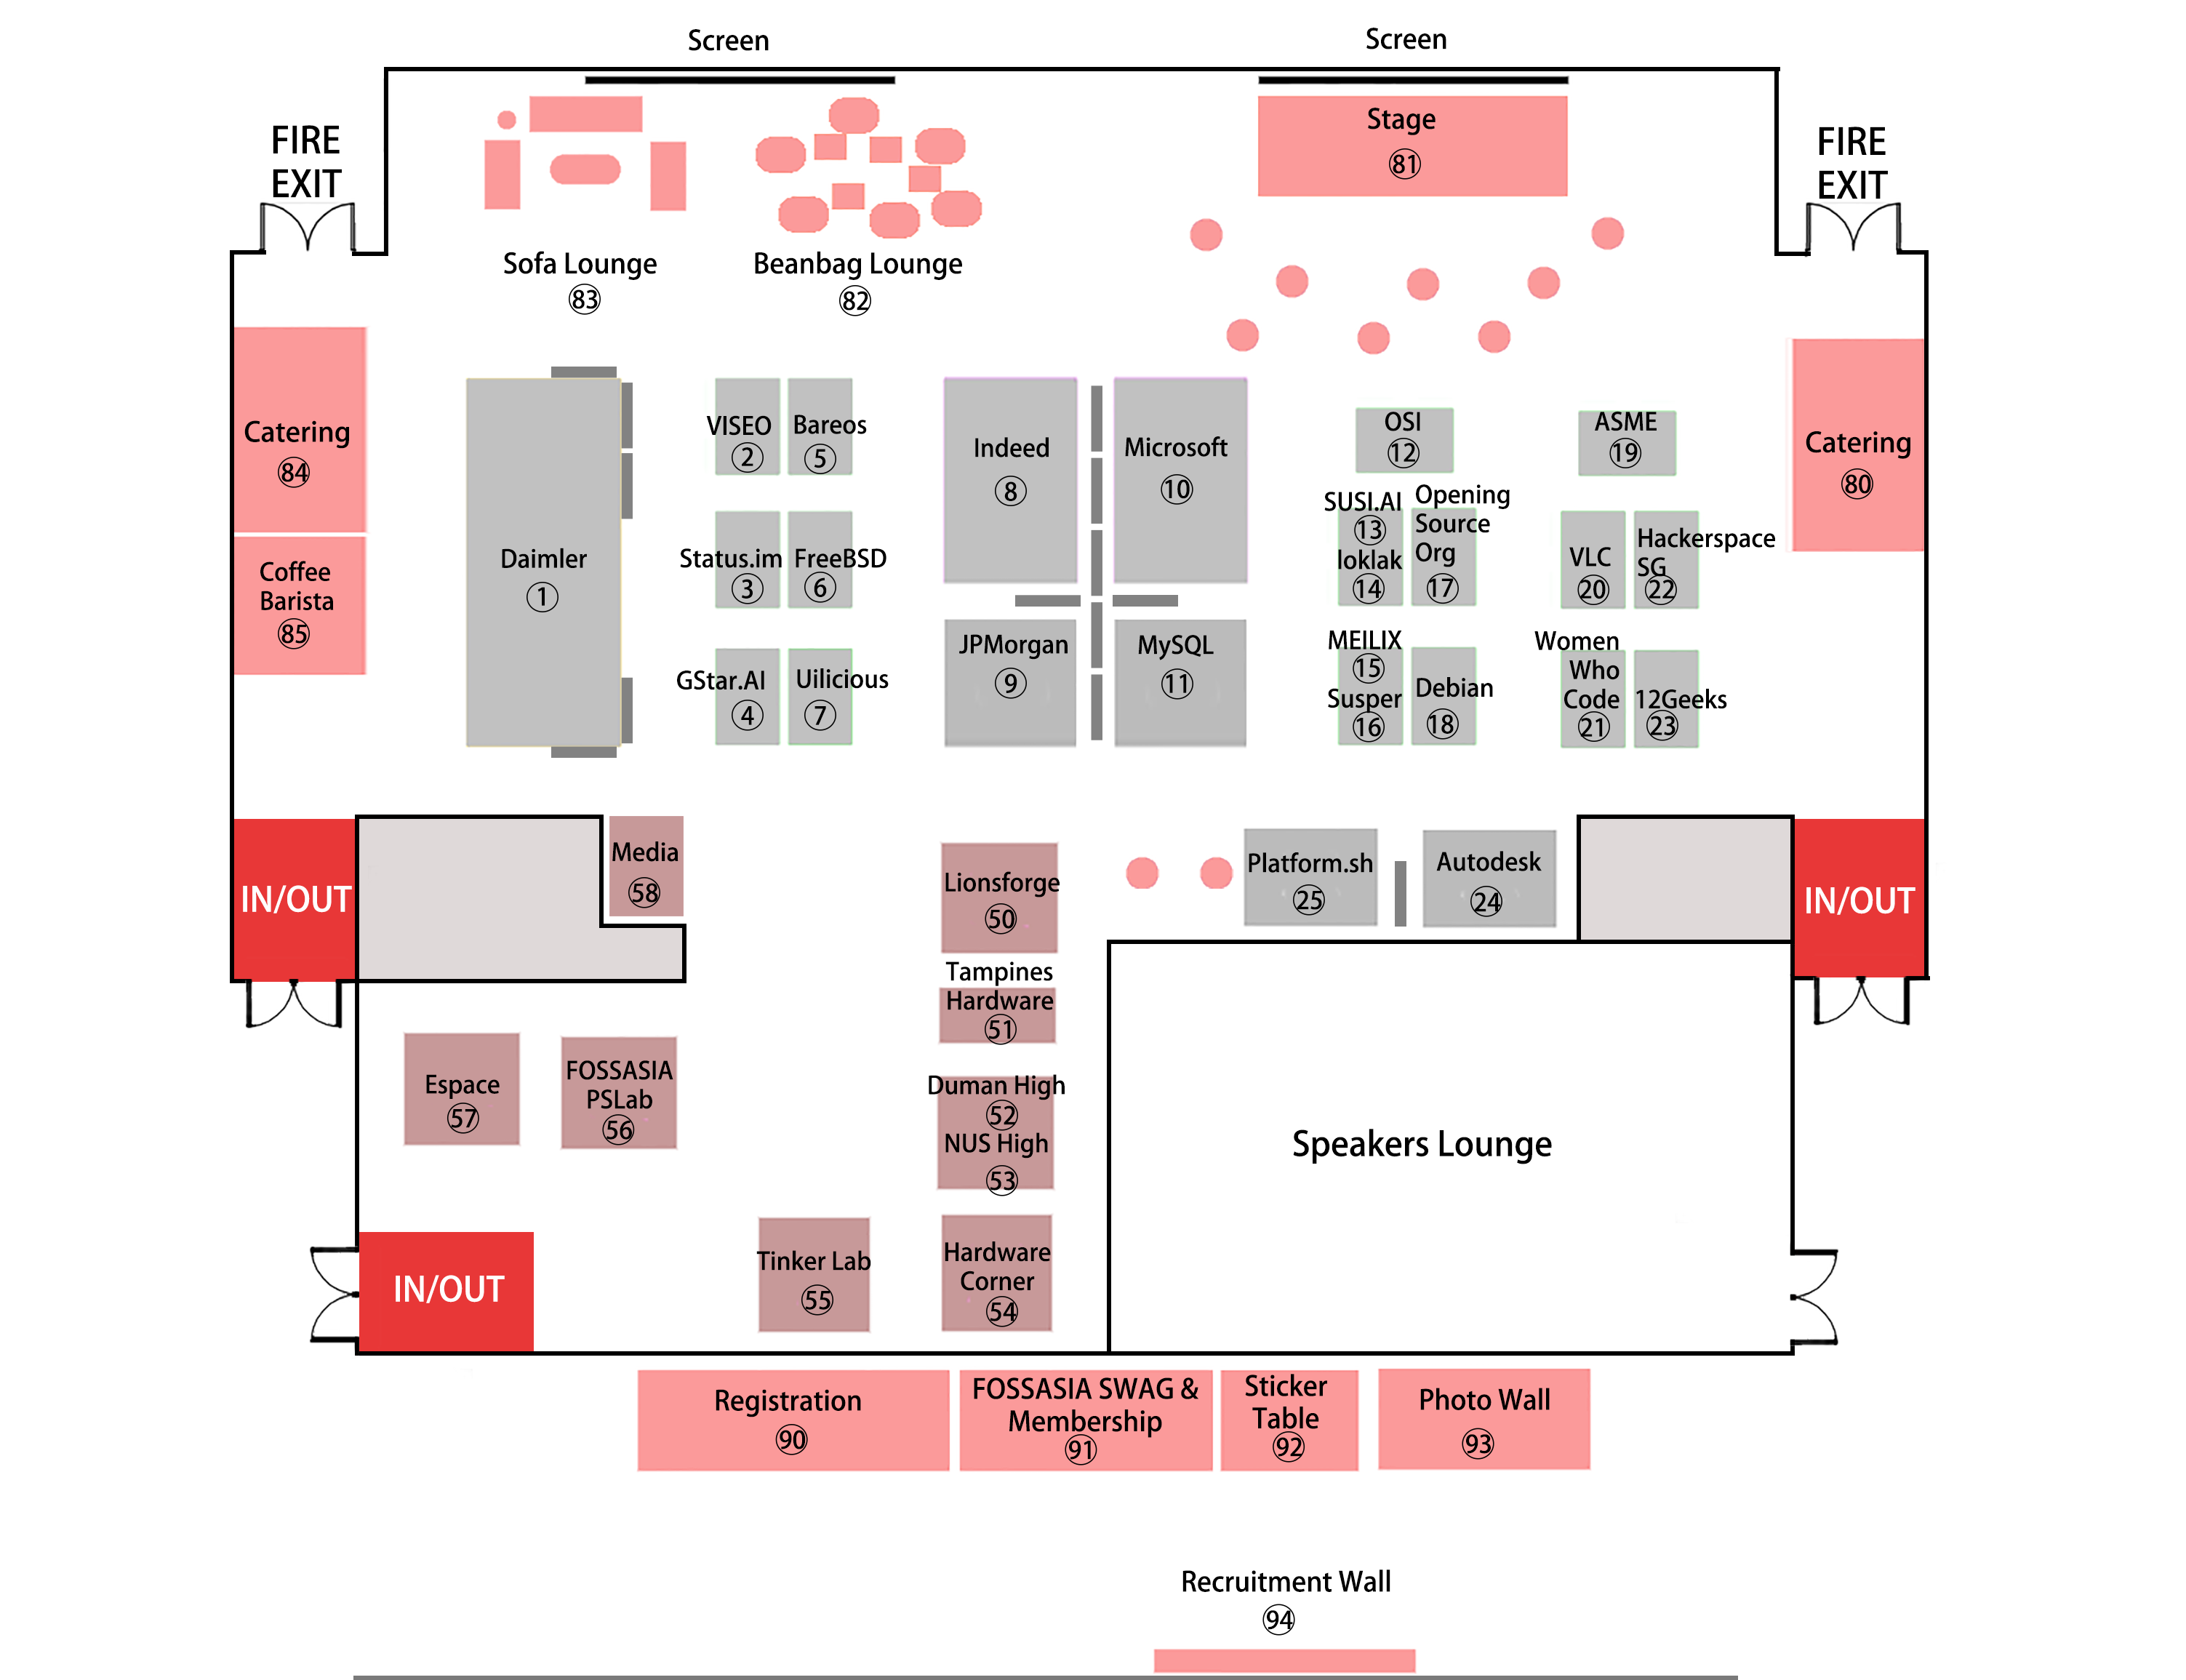 Screen
Screen
FIRE
EXIT
Stage
81
FIRE
EXIT
Sofa Lounge
83
Beanbag Lounge
82
Catering
84
Coffee
Barista
85
Daimler
1
VISEO
2
Bareos
5
Status.im
3
FreeBSD
6
GStar.AI
4
Uilicious
7
Indeed
8
Microsoft
10
JPMorgan
9
MySQL
11
OSI
12
ASME
19
SUSI.AI
13
loklak
14
Opening
Source
Org
17
MEILIX
15
Susper
16
Debian
18
VLC
20
Hackerspace
SG
22
Women
Who
Code
21
12Geeks
23
Catering
80
IN/OUT
Media
58
Lionsforge
50
Platform.sh
25
Autodesk
24
IN/OUT
Tampines
Hardware
51
Espace
57
FOSSASIA
PSLab
56
Duman High
52
NUS High
53
Speakers Lounge
IN/OUT
Tinker Lab
55
Hardware
Corner
54
Registration
90
FOSSASIA SWAG &
Membership
91
Sticker
Table
92
Photo Wall
93
Recruitment Wall
94